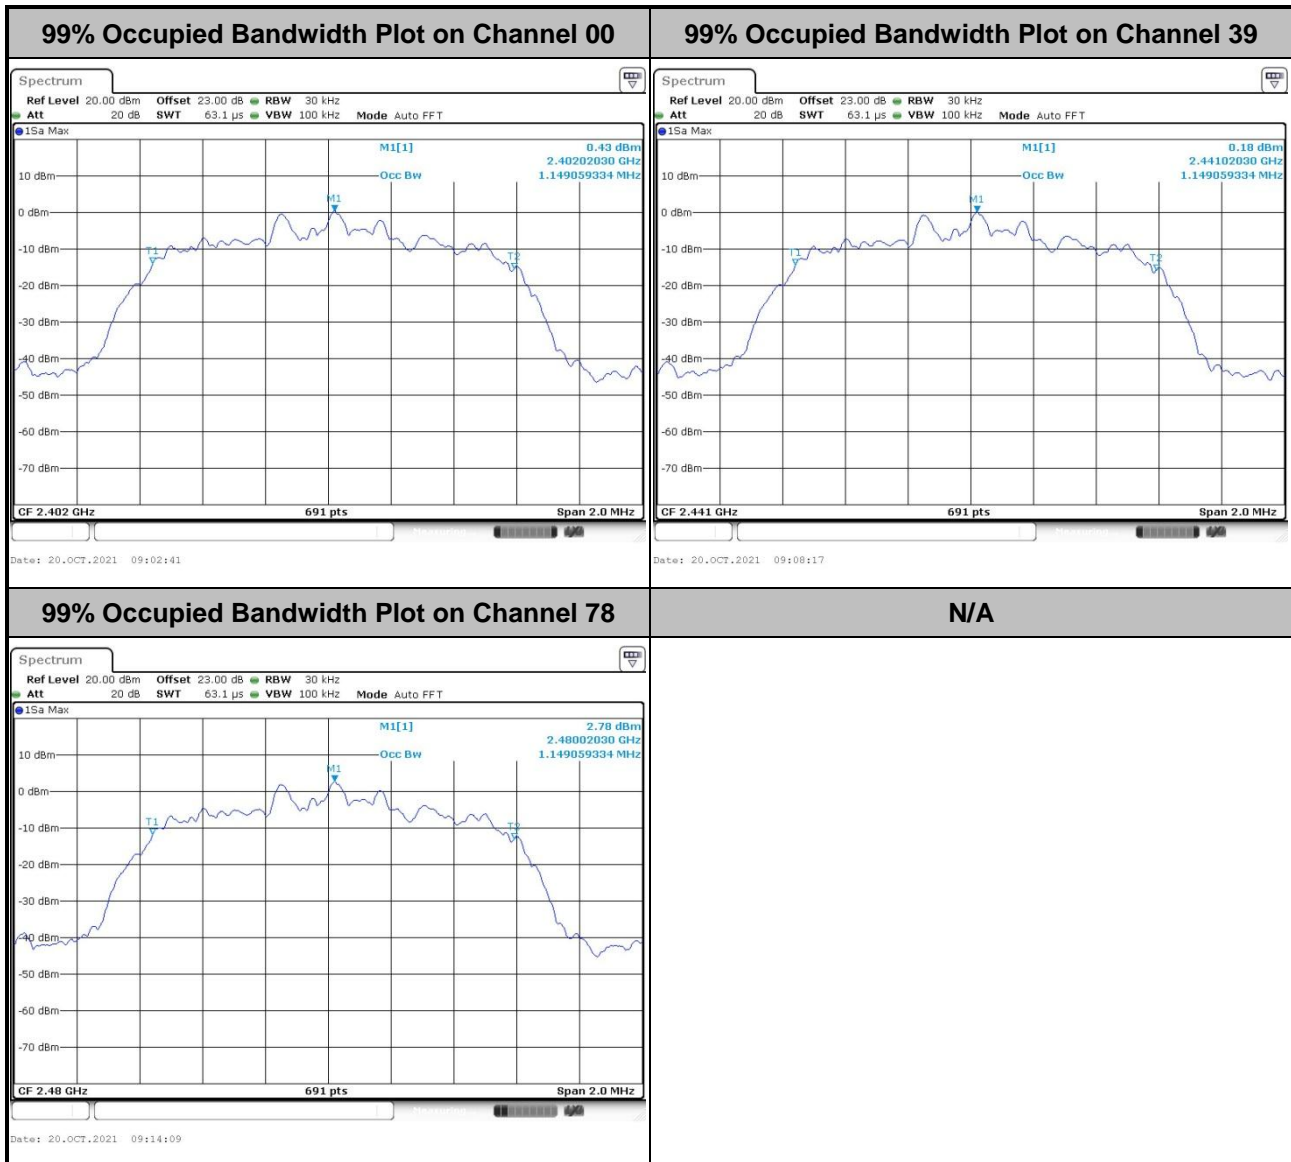 99% Occupied Bandwidth Plot on Channel 00
99% Occupied Bandwidth Plot on Channel 39
Spectrum
Ref Level 20.00 dBm Offset 23.00 dB RBW 30 kHz
Att 20 dB SWT 63.1 µs VBW 100 kHz Mode Auto FFT
1Sa Max
M1[1] 0.43 dBm
2.40202030 GHz
10 dBm
Occ Bw 1.149059334 MHz
M1
0 dBm
-10 dBm
T1
T2
-20 dBm
-30 dBm
-40 dBm
-50 dBm
-60 dBm
-70 dBm
CF 2.402 GHz 691 pts Span 2.0 MHz
Date: 20.OCT.2021 09:02:41
Spectrum
Ref Level 20.00 dBm Offset 23.00 dB RBW 30 kHz
Att 20 dB SWT 63.1 µs VBW 100 kHz Mode Auto FFT
1Sa Max
M1[1] 0.18 dBm
2.44102030 GHz
10 dBm
Occ Bw 1.149059334 MHz
M1
0 dBm
-10 dBm
T1
T2
-20 dBm
-30 dBm
-40 dBm
-50 dBm
-60 dBm
-70 dBm
CF 2.441 GHz 691 pts Span 2.0 MHz
Date: 20.OCT.2021 09:08:17
99% Occupied Bandwidth Plot on Channel 78
N/A
Spectrum
Ref Level 20.00 dBm Offset 23.00 dB RBW 30 kHz
Att 20 dB SWT 63.1 µs VBW 100 kHz Mode Auto FFT
1Sa Max
M1[1] 2.78 dBm
2.48002030 GHz
10 dBm
Occ Bw 1.149059334 MHz
M1
0 dBm
T1
-10 dBm
T2
-20 dBm
-30 dBm
-40 dBm
-50 dBm
-60 dBm
-70 dBm
CF 2.48 GHz 691 pts Span 2.0 MHz
Date: 20.OCT.2021 09:14:09